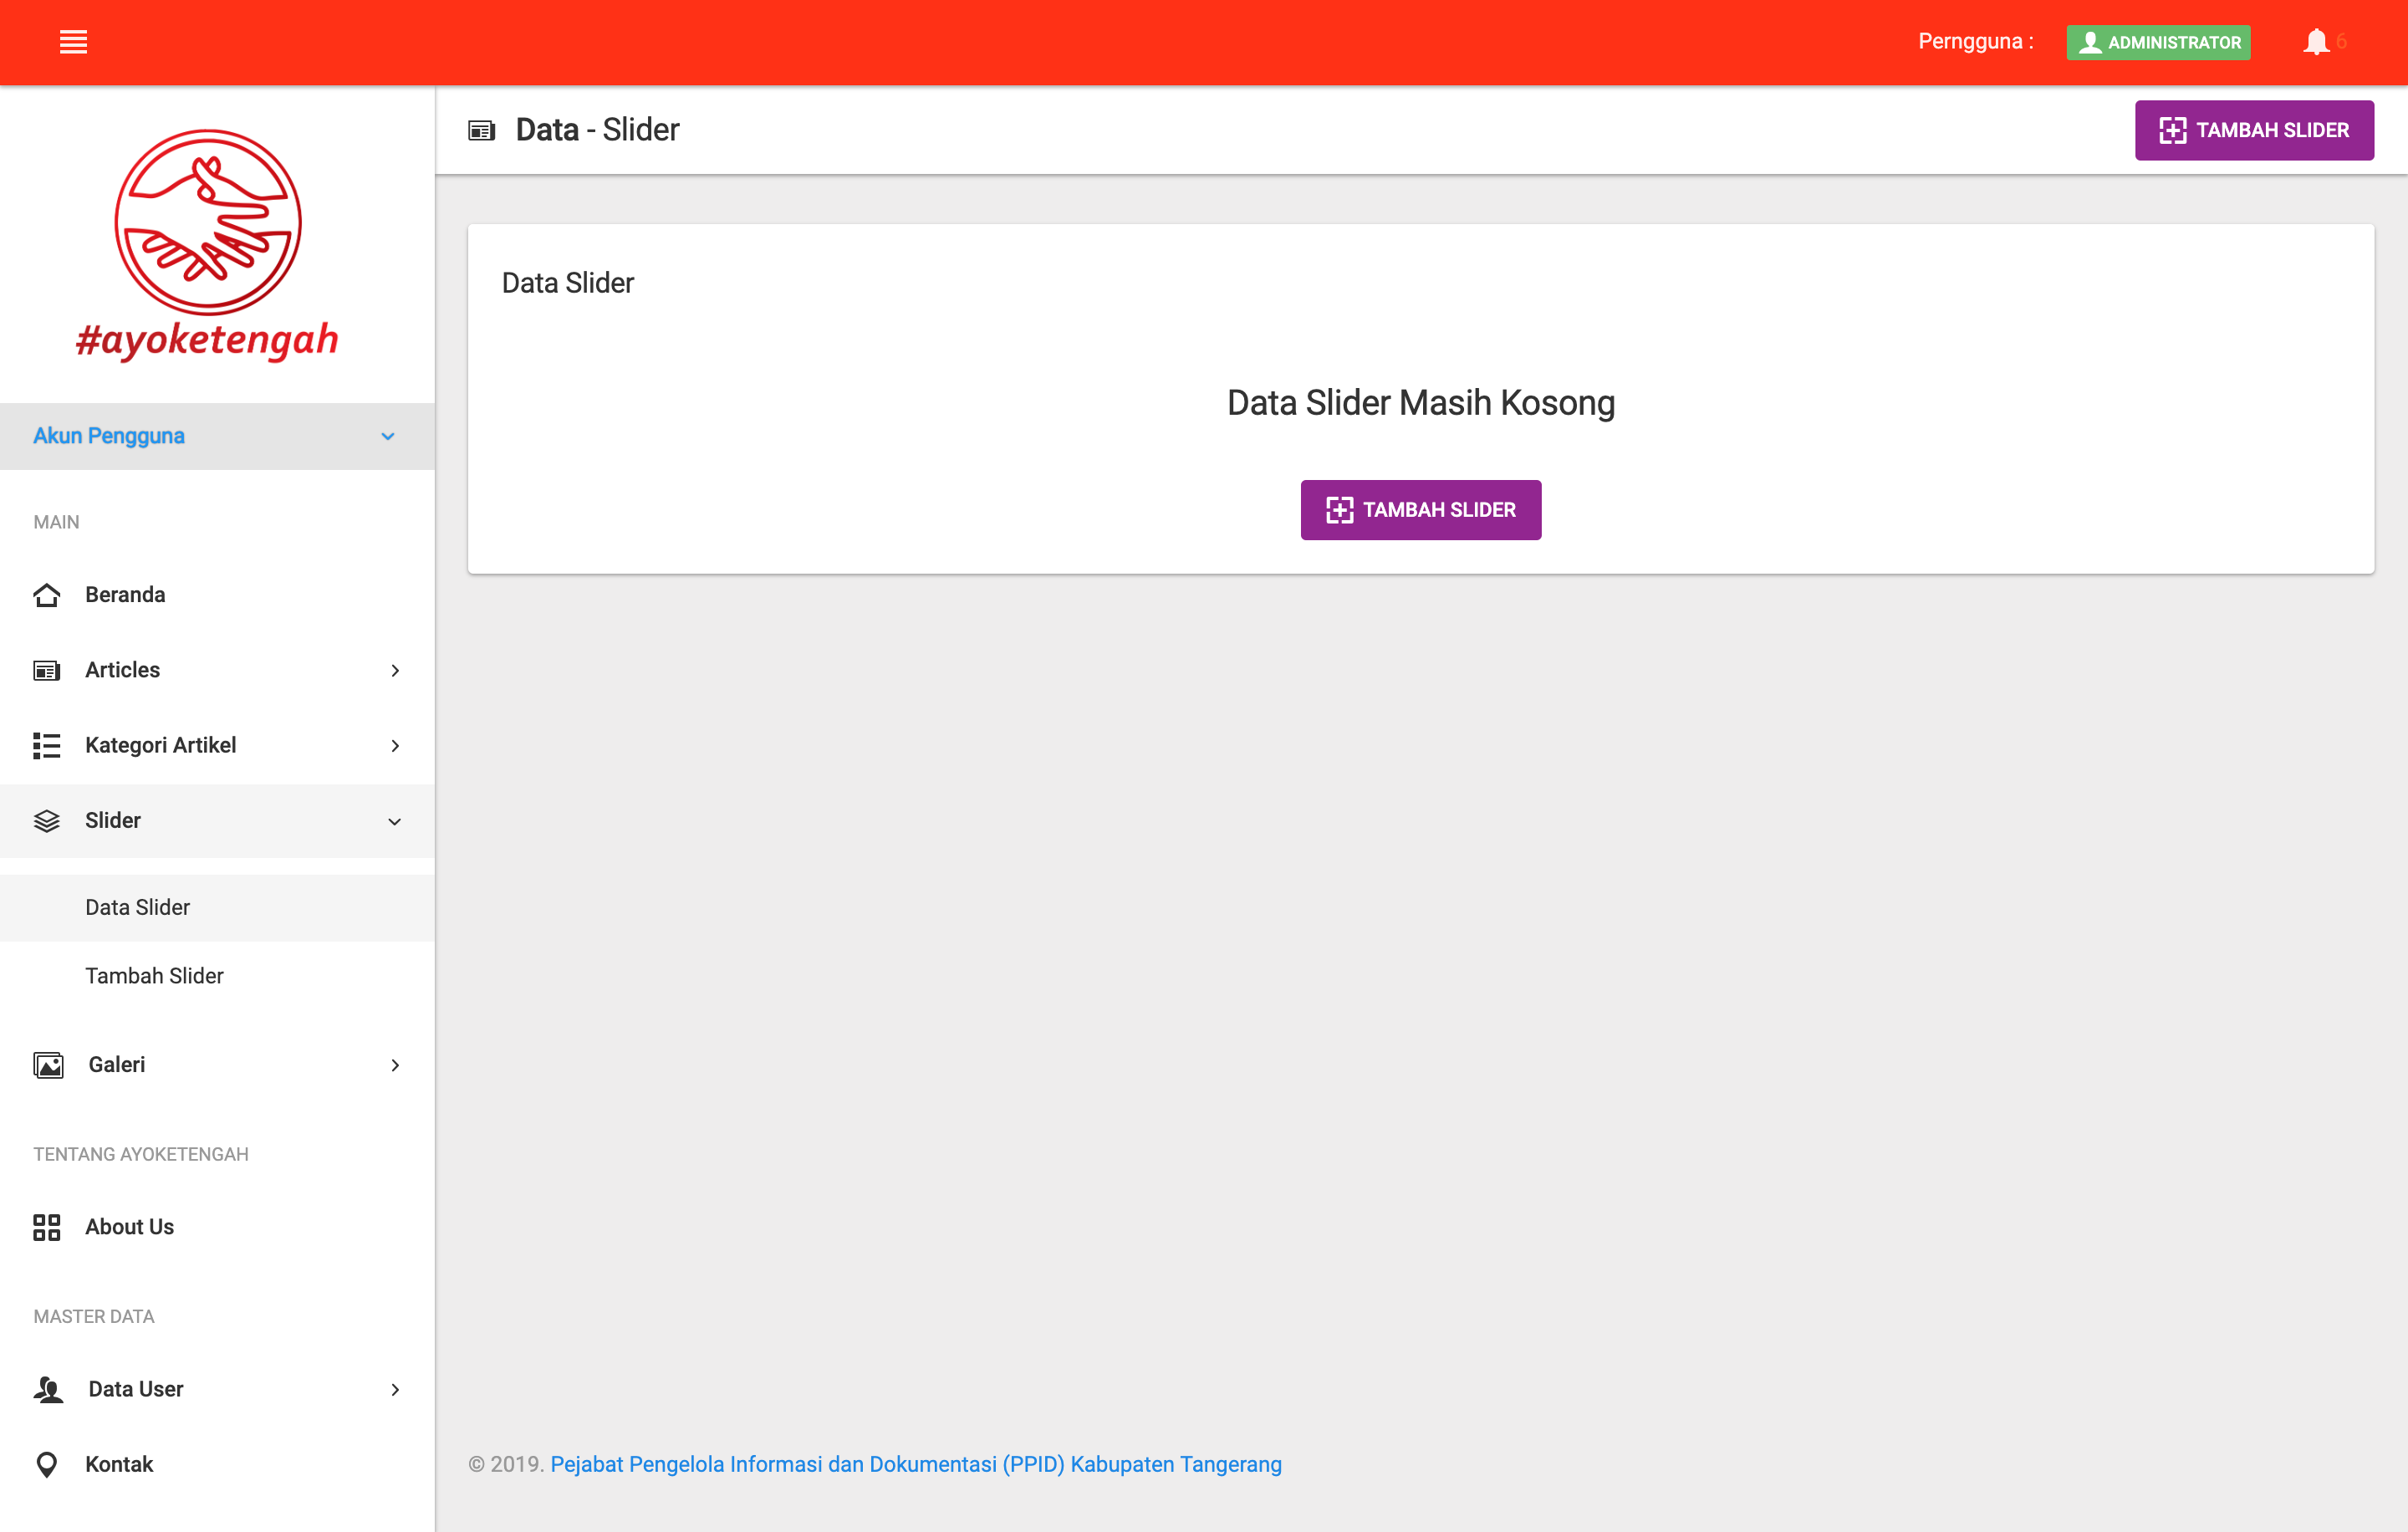 Perngguna :
ADMINISTRATOR
6
#ayoketengah
Data - Slider
TAMBAH SLIDER
Akun Pengguna
MAIN
Beranda
Articles
Kategori Artikel
Slider
Data Slider
Tambah Slider
Galeri
TENTANG AYOKETENGAH
About Us
MASTER DATA
Data User
Kontak
Data Slider
Data Slider Masih Kosong
TAMBAH SLIDER
© 2019. Pejabat Pengelola Informasi dan Dokumentasi (PPID) Kabupaten Tangerang